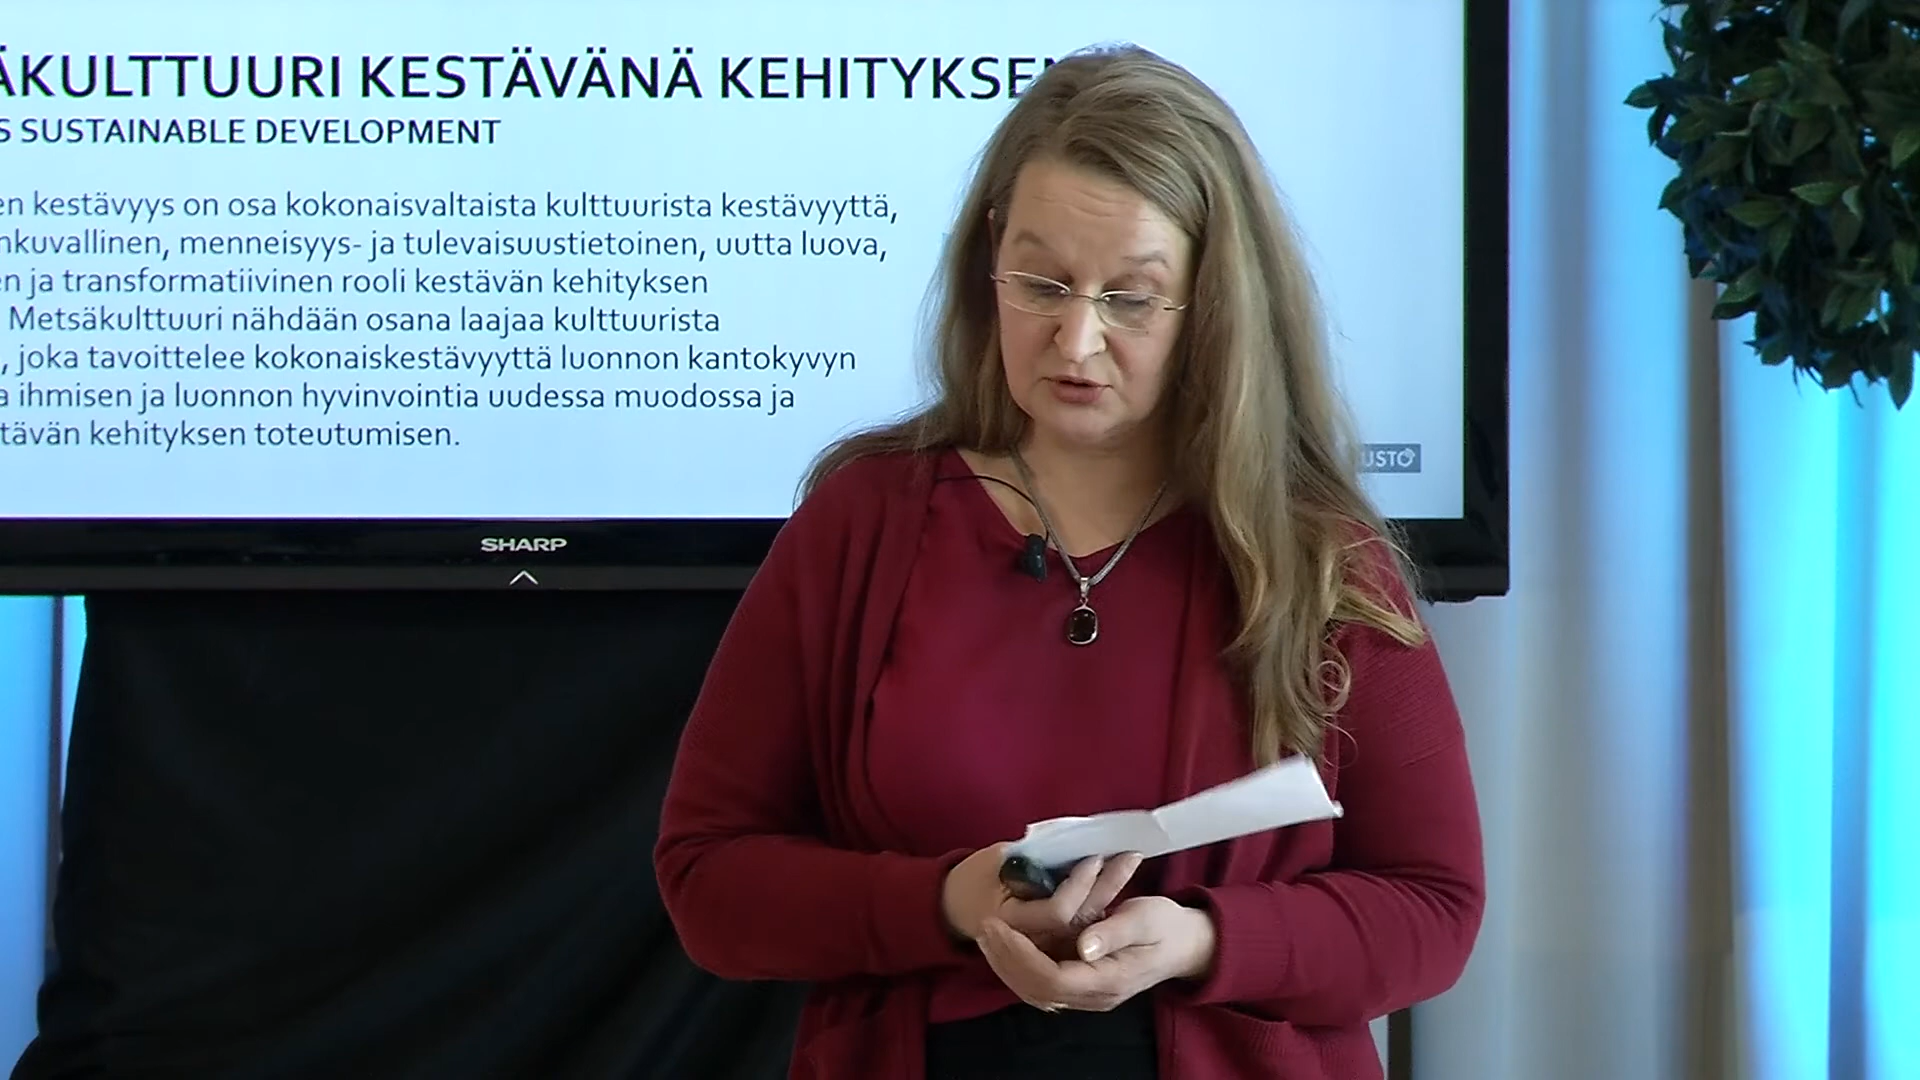 ÄKULTTUURI KESTÄVÄNÄ KEHITYKSEN
S SUSTAINABLE DEVELOPMENT
en kestävyys on osa kokonaisvaltaista kulttuurista kestävyyttä,
nkuvallinen, menneisyys- ja tulevaisuustietoinen, uutta luova,
en ja transformatiivinen rooli kestävän kehityksen
Metsäkulttuuri nähdään osana laajaa kulttuurista
, joka tavoittelee kokonaiskestävyyttä luonnon kantokyvyn
a ihmisen ja luonnon hyvinvointia uudessa muodossa ja
tävän kehityksen toteutumisen.
USTO
SHARP